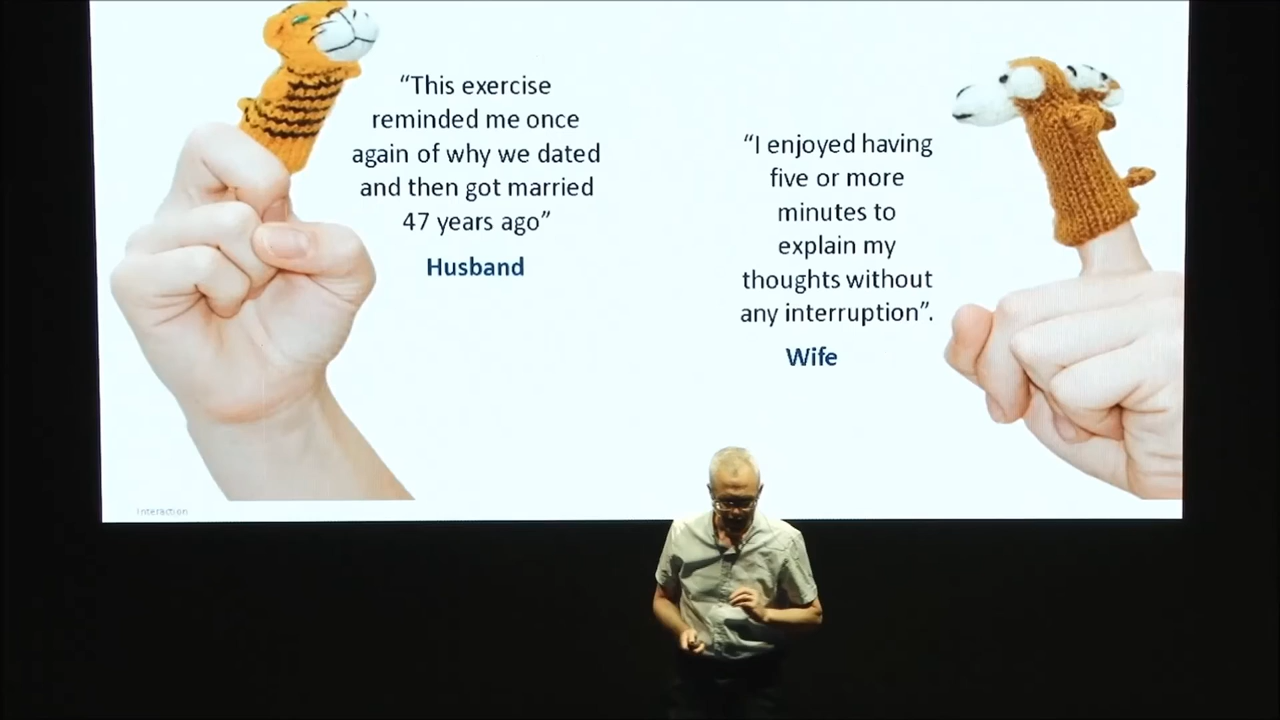 “This exercise
reminded me once
again of why we dated
and then got married
47 years ago”
Husband
“I enjoyed having
five or more
minutes to
explain my
thoughts without
any interruption”.
Wife
Interaction